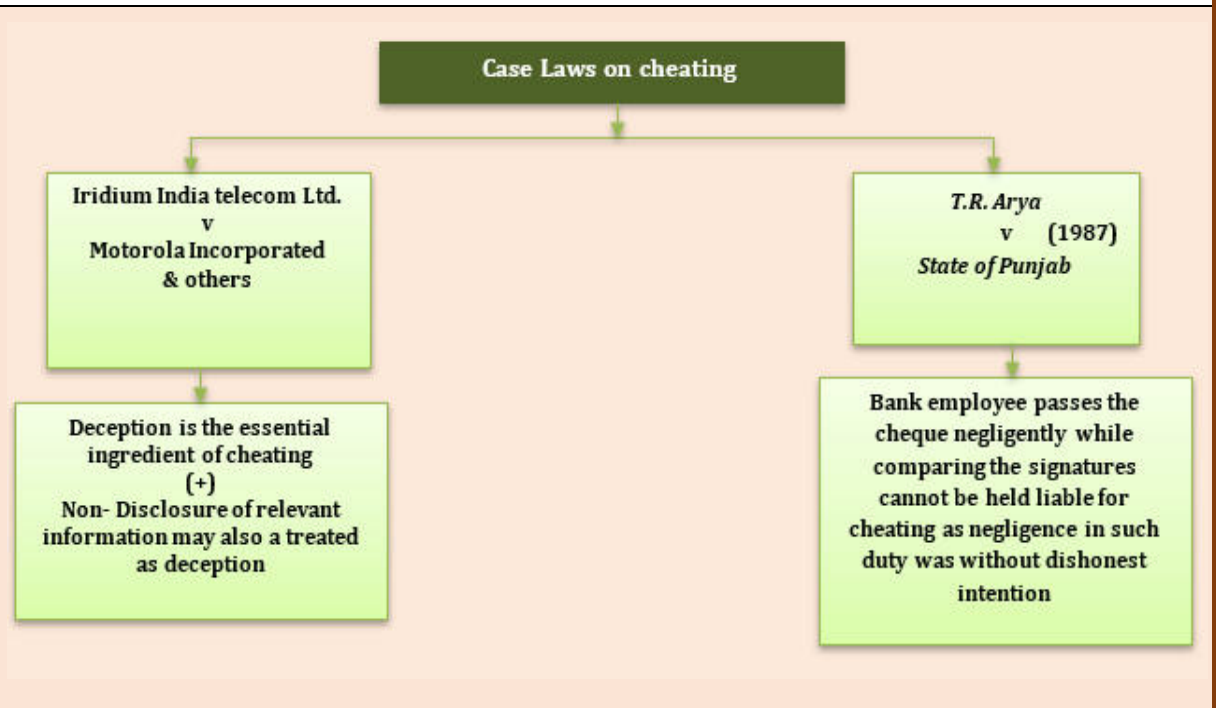 Case Laws on cheating
Iridium India telecom Ltd.
v
Motorola Incorporated
& others
Deception is the essential
ingredient of cheating
(+)
Non- Disclosure of relevant
information may also a treated
as deception
T.R. Arya
v (1987)
State of Punjab
Bank employee passes the
cheque negligently while
comparing the signatures
cannot be held liable for
cheating as negligence in such
duty was without dishonest
intention